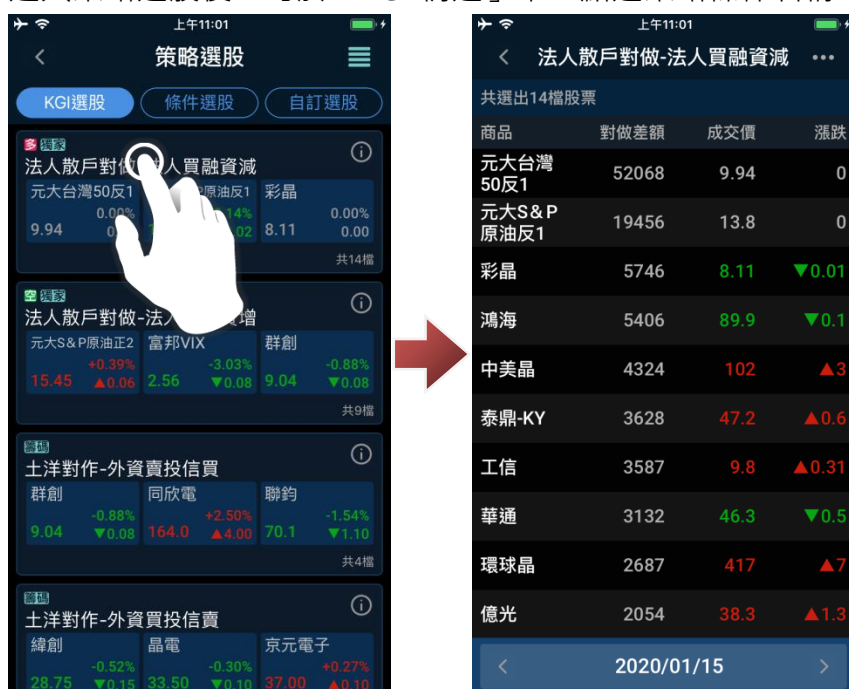 上午11:01
策略選股
KGI選股 條件選股 自訂選股
多 獨家
法人散戶對做 人買融資減
元大台灣50反1 原油反1 彩晶
0.00% 0.00%
9.94 8.11 0.00
共14檔
空 獨家
法人散戶對做-法 增
元大S&P原油正2 富邦VIX 群創
+0.39% -3.03% -0.88%
15.45 ▲0.06 2.56 ▼0.08 9.04 ▼0.08
共9檔
籌碼
土洋對作-外資賣投信買
群創 同欣電 聯鈞
-0.88% +2.50% -1.54%
9.04 ▼0.08 164.0 ▲4.00 70.1 ▼1.10
共4檔
籌碼
土洋對作-外資買投信賣
緯創 晶電 京元電子
-0.52% -0.30% +0.27%
28.75 ▼0.15 33.50 ▼0.10 37.00 ▲0.10
上午11:01
法人散戶對做-法人買融資減
共選出14檔股票
商品 對做差額 成交價 漲跌
元大台灣50反1 52068 9.94 0
元大S&P原油反1 19456 13.8 0
彩晶 5746 8.11 ▼0.01
鴻海 5406 89.9 ▼0.1
中美晶 4324 102 ▲3
泰鼎-KY 3628 47.2 ▲0.6
工信 3587 9.8 ▲0.31
華通 3132 46.3 ▼0.5
環球晶 2687 417 ▲7
億光 2054 38.3 ▲1.3
2020/01/15